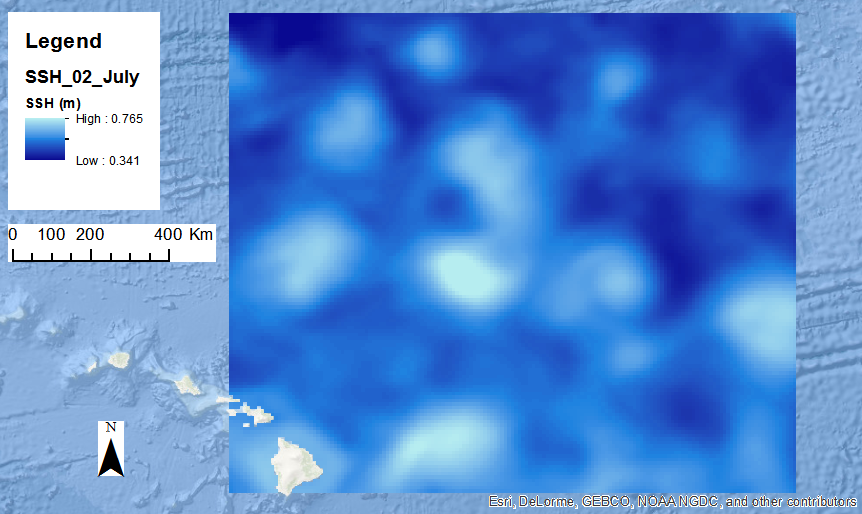 Legend
SSH_02_July
SSH (m)
High : 0.765
Low : 0.341
0 100 200 400 Km
N
Esri, DeLorme, GEBCO, NOAA NGDC, and other contributors